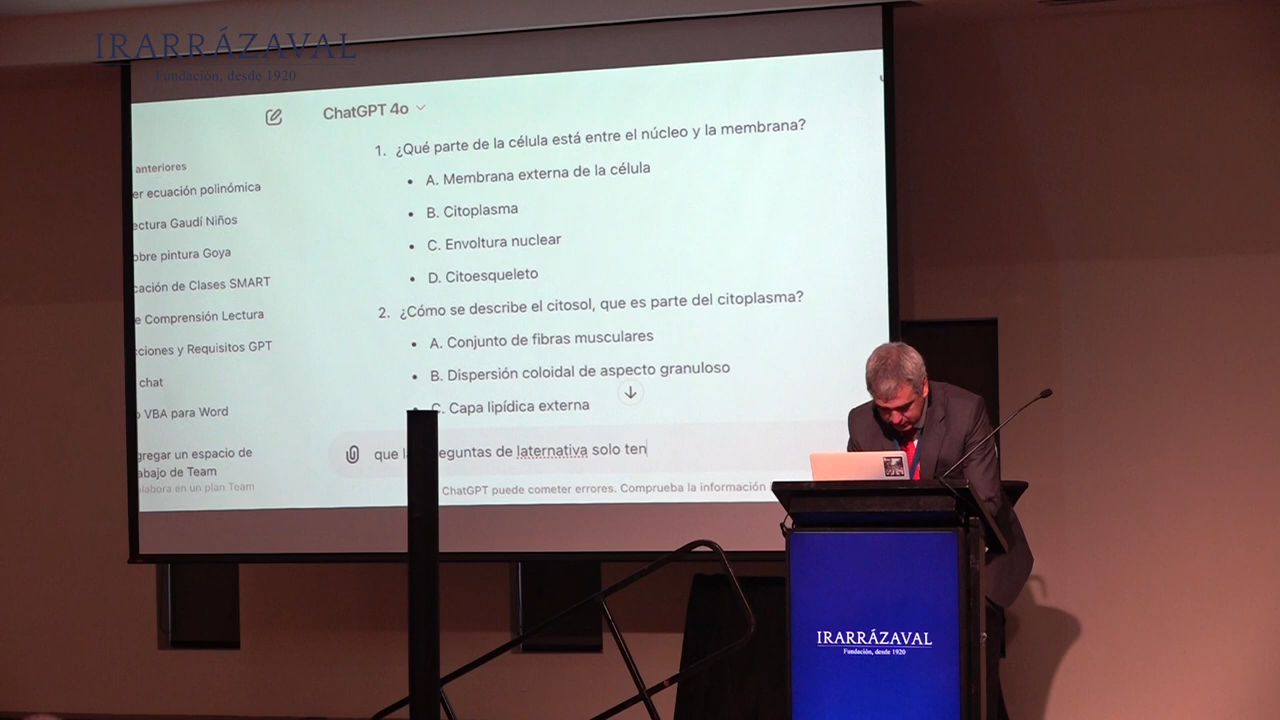 IRARRÁZAVAL
Fundación, desde 1920
ChatGPT 4o
anteriores
er ecuación polinómica
ectura Gaudí Niños
obre pintura Goya
cación de Clases SMART
e Comprensión Lectura
cciones y Requisitos GPT
chat
o VBA para Word
gregar un espacio de
abajo de Team
elabora en un plan Team
1. ¿Qué parte de la célula está entre el núcleo y la membrana?
• A. Membrana externa de la célula
• B. Citoplasma
• C. Envoltura nuclear
• D. Citoesqueleto
2. ¿Cómo se describe el citosol, que es parte del citoplasma?
• A. Conjunto de fibras musculares
• B. Dispersión coloidal de aspecto granuloso
• C. Capa lipídica externa
que l eguntas de laternativa solo ten
ChatGPT puede cometer errores. Comprueba la información
IRARRÁZAVAL
Fundación, desde 1920